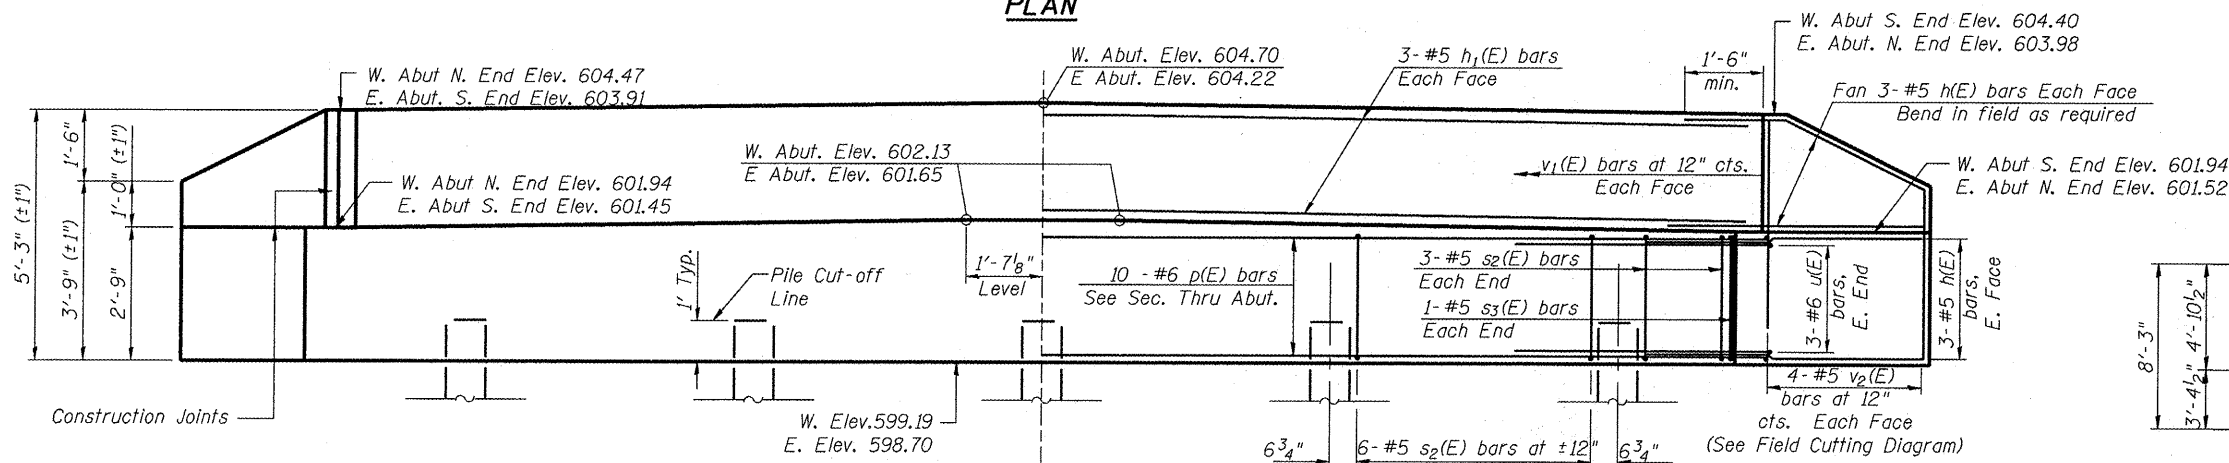 PLAN
W. Abut N. End Elev. 604.47
E. Abut. S. End Elev. 603.91
W. Abut. Elev. 604.70
E Abut. Elev. 604.22
3-#5 h1(E) bars
Each Face
1'-6"
min.
W. Abut S. End Elev. 604.40
E. Abut. N. End Elev. 603.98
Fan 3-#5 h(E) bars Each Face
Bend in field as required
5'-3" (±1")
1'-6"
3'-9" (±1")
1'-0" (±1")
2'-9"
W. Abut N. End Elev. 601.94
E. Abut S. End Elev. 601.45
W. Abut. Elev. 602.13
E Abut. Elev. 601.65
v1(E) bars at 12" cts.
Each Face
W. Abut S. End Elev. 601.94
E. Abut N. End Elev. 601.52
1' Typ.
Pile Cut-off
Line
1'-7 1/8"
Level
10 -#6 p(E) bars
See Sec. Thru Abut.
3-#5 s2(E) bars
Each End
1-#5 s3(E) bars
Each End
3-#6 u(E)
bars,
E. End
3-#5 h(E)
bars,
E. Face
8'-3"
4'-10 1/2"
3'-4 1/2"
Construction Joints
W. Elev.599.19
E. Elev. 598.70
6 3/4"
6-#5 s2(E) bars at ±12"
6 3/4"
4-#5 v2(E)
bars at 12"
cts. Each Face
(See Field Cutting Diagram)